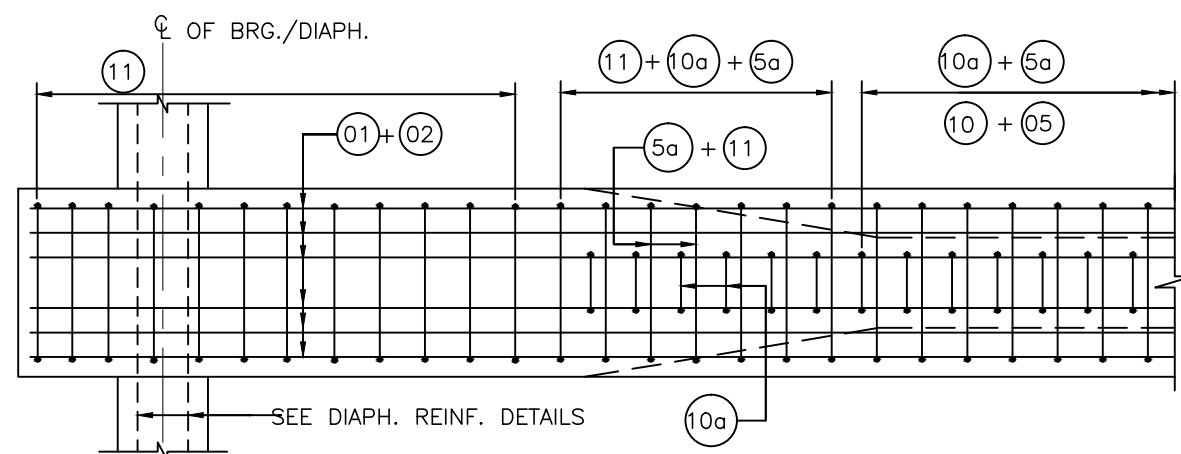 ℄ OF BRG./DIAPH.
11
11 + 10a + 5a
10a + 5a
10 + 05
01 + 02
5a + 11
SEE DIAPH. REINF. DETAILS
10a